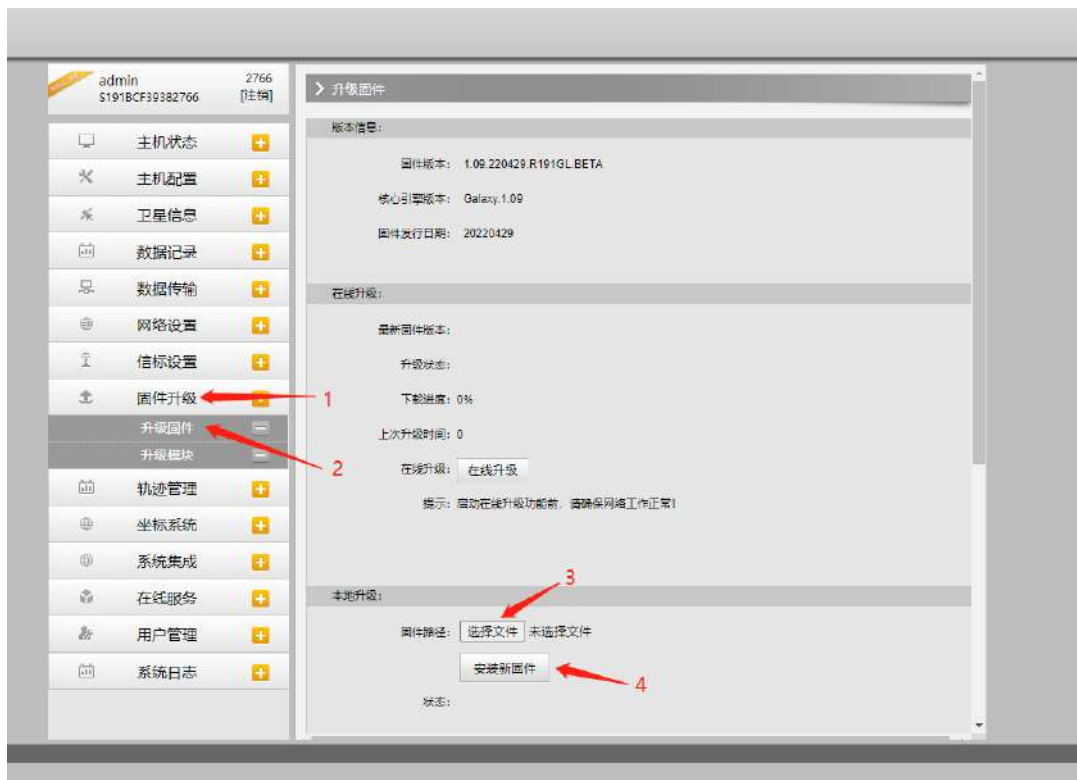 admin 2766
S191BCF39382766 [注销]
主机状态
主机配置
卫星信息
数据记录
数据传输
网络设置
信标设置
固件升级
升级固件
升级模块
轨迹管理
坐标系统
系统集成
在线服务
用户管理
系统日志
升级固件
版本信息:
固件版本: 1.09.220429.R191GL.BETA
核心引擎版本: Galaxy.1.09
固件发行日期: 20220429
在线升级:
最新固件版本:
升级状态:
下载进度: 0%
上次升级时间: 0
在线升级: 在线升级
提示: 启动在线升级功能前, 请确保网络工作正常!
本地升级:
固件路径: 选择文件 未选择文件
安装新固件
状态:
1
2
3
4